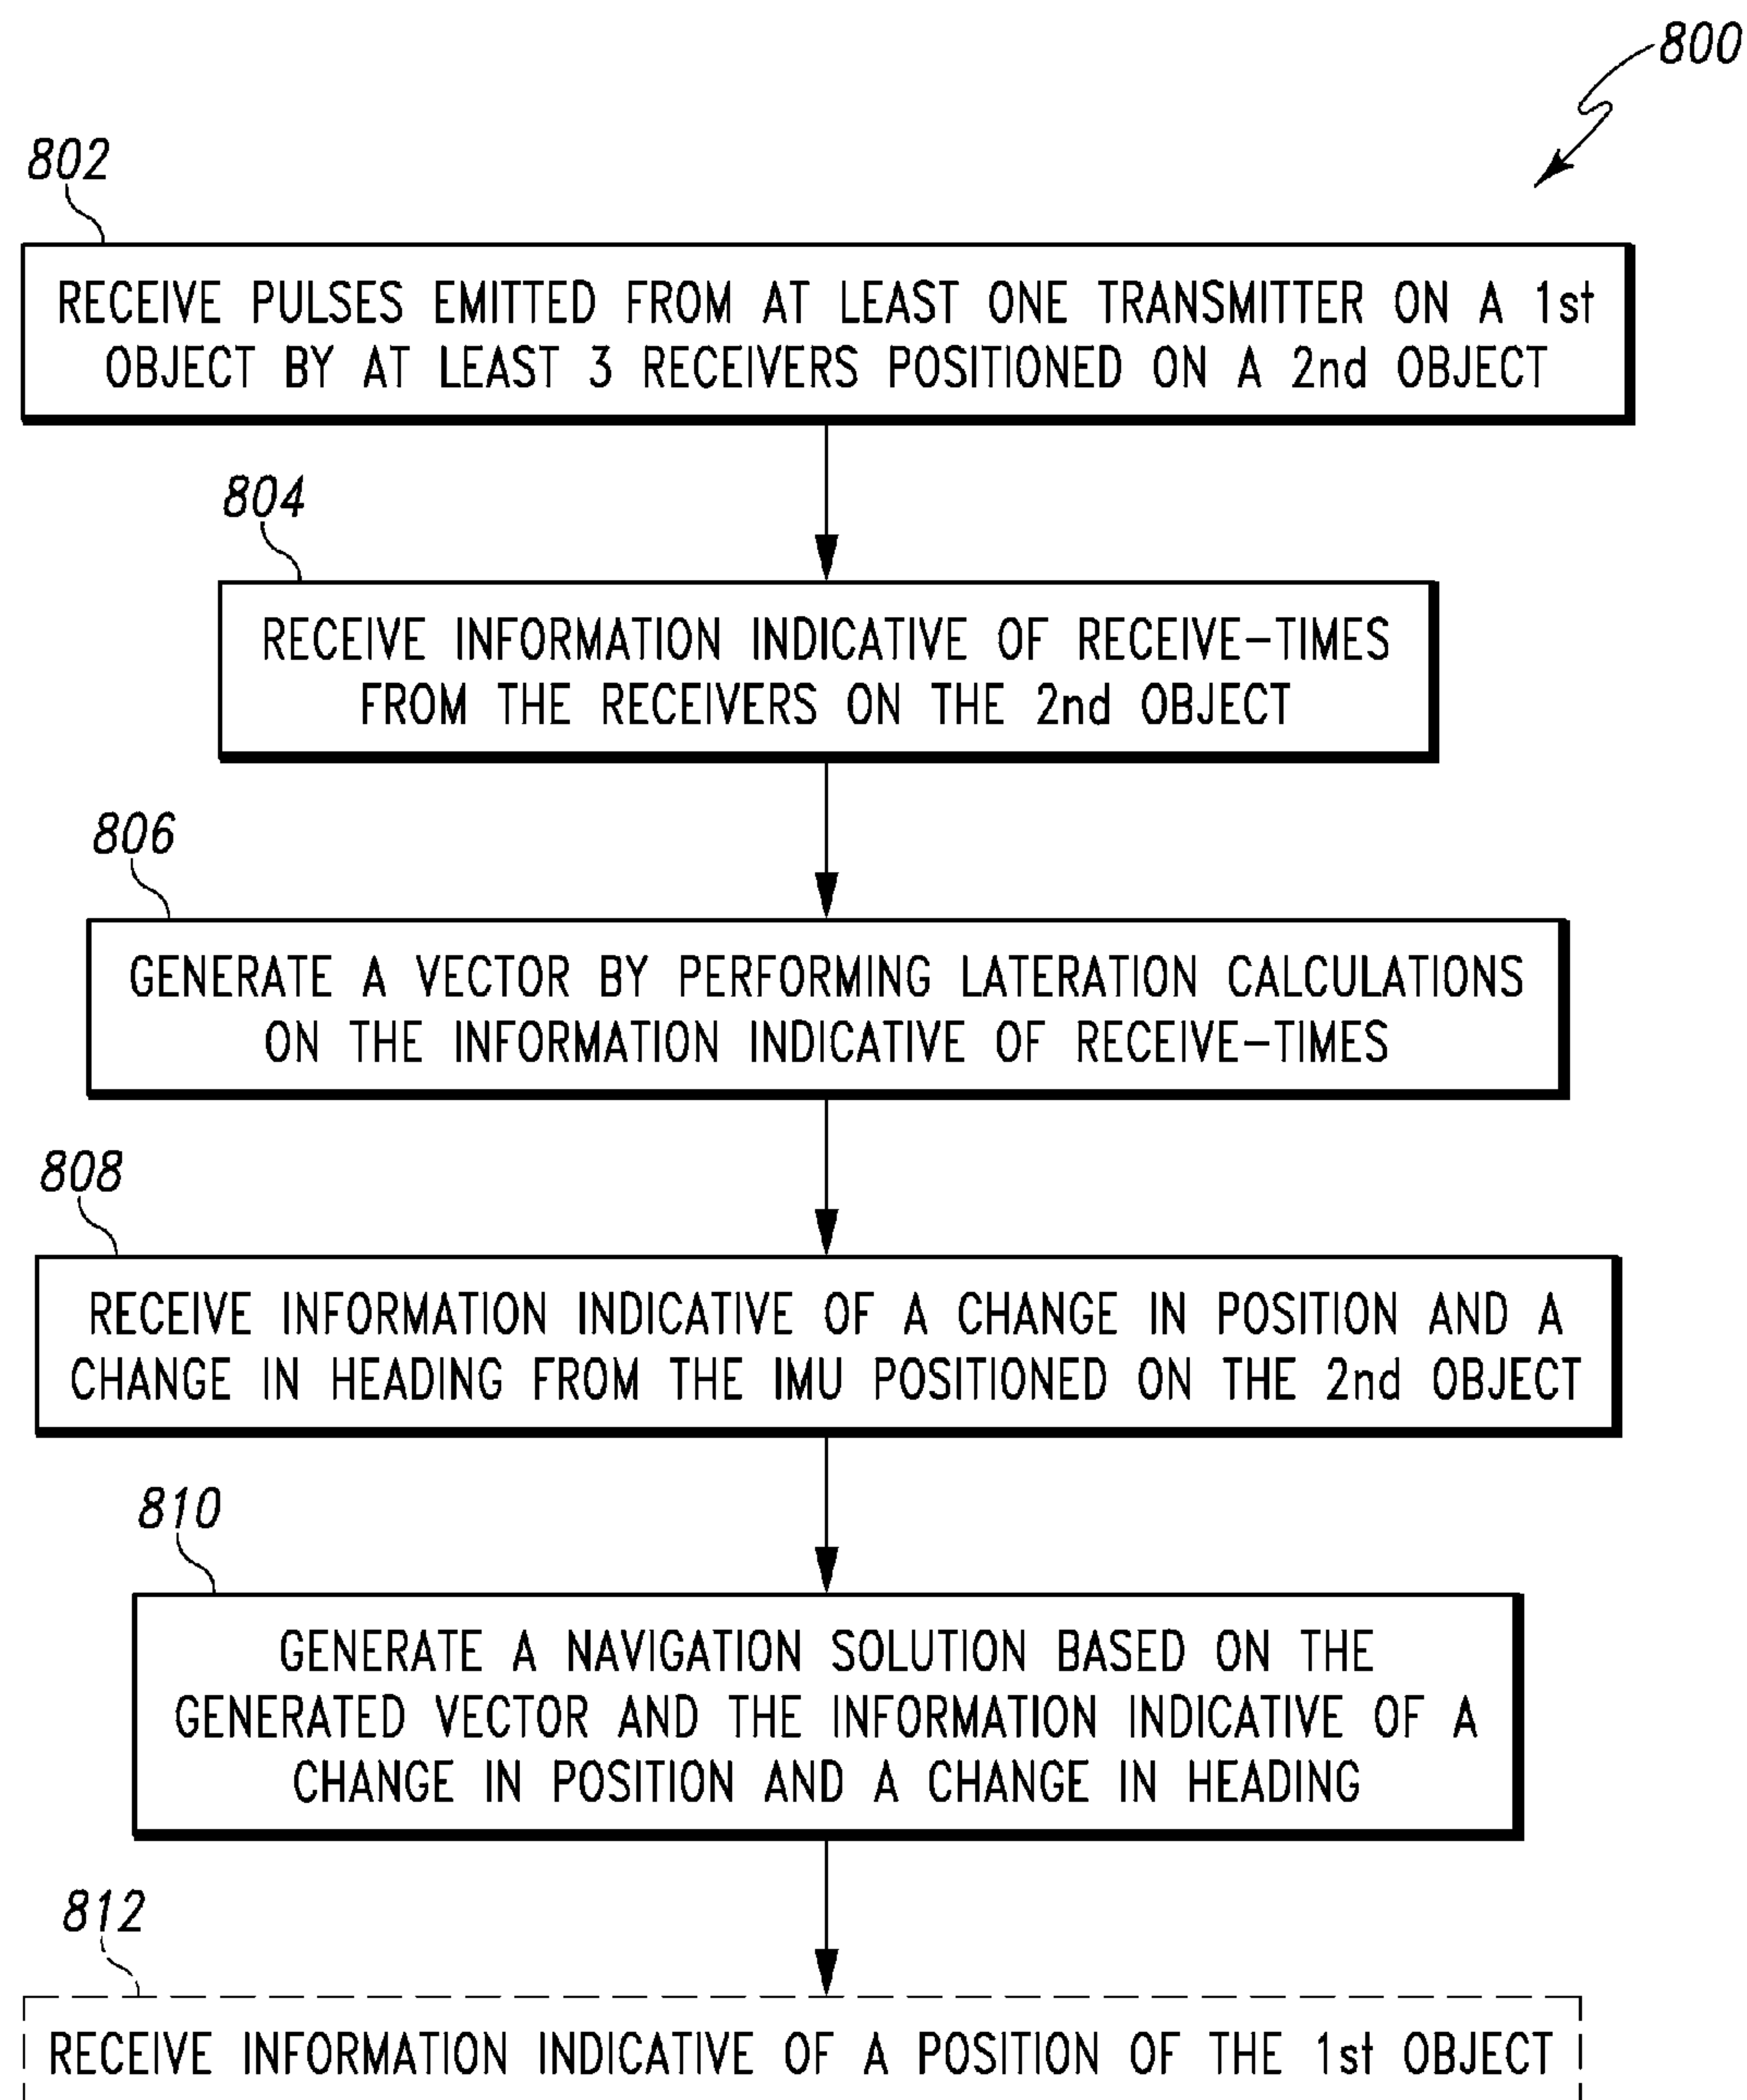 800
802
RECEIVE PULSES EMITTED FROM AT LEAST ONE TRANSMITTER ON A 1st
OBJECT BY AT LEAST 3 RECEIVERS POSITIONED ON A 2nd OBJECT
804
RECEIVE INFORMATION INDICATIVE OF RECEIVE-TIMES
FROM THE RECEIVERS ON THE 2nd OBJECT
806
GENERATE A VECTOR BY PERFORMING LATERATION CALCULATIONS
ON THE INFORMATION INDICATIVE OF RECEIVE-TIMES
808
RECEIVE INFORMATION INDICATIVE OF A CHANGE IN POSITION AND A
CHANGE IN HEADING FROM THE IMU POSITIONED ON THE 2nd OBJECT
810
GENERATE A NAVIGATION SOLUTION BASED ON THE
GENERATED VECTOR AND THE INFORMATION INDICATIVE OF A
CHANGE IN POSITION AND A CHANGE IN HEADING
812
RECEIVE INFORMATION INDICATIVE OF A POSITION OF THE 1st OBJECT